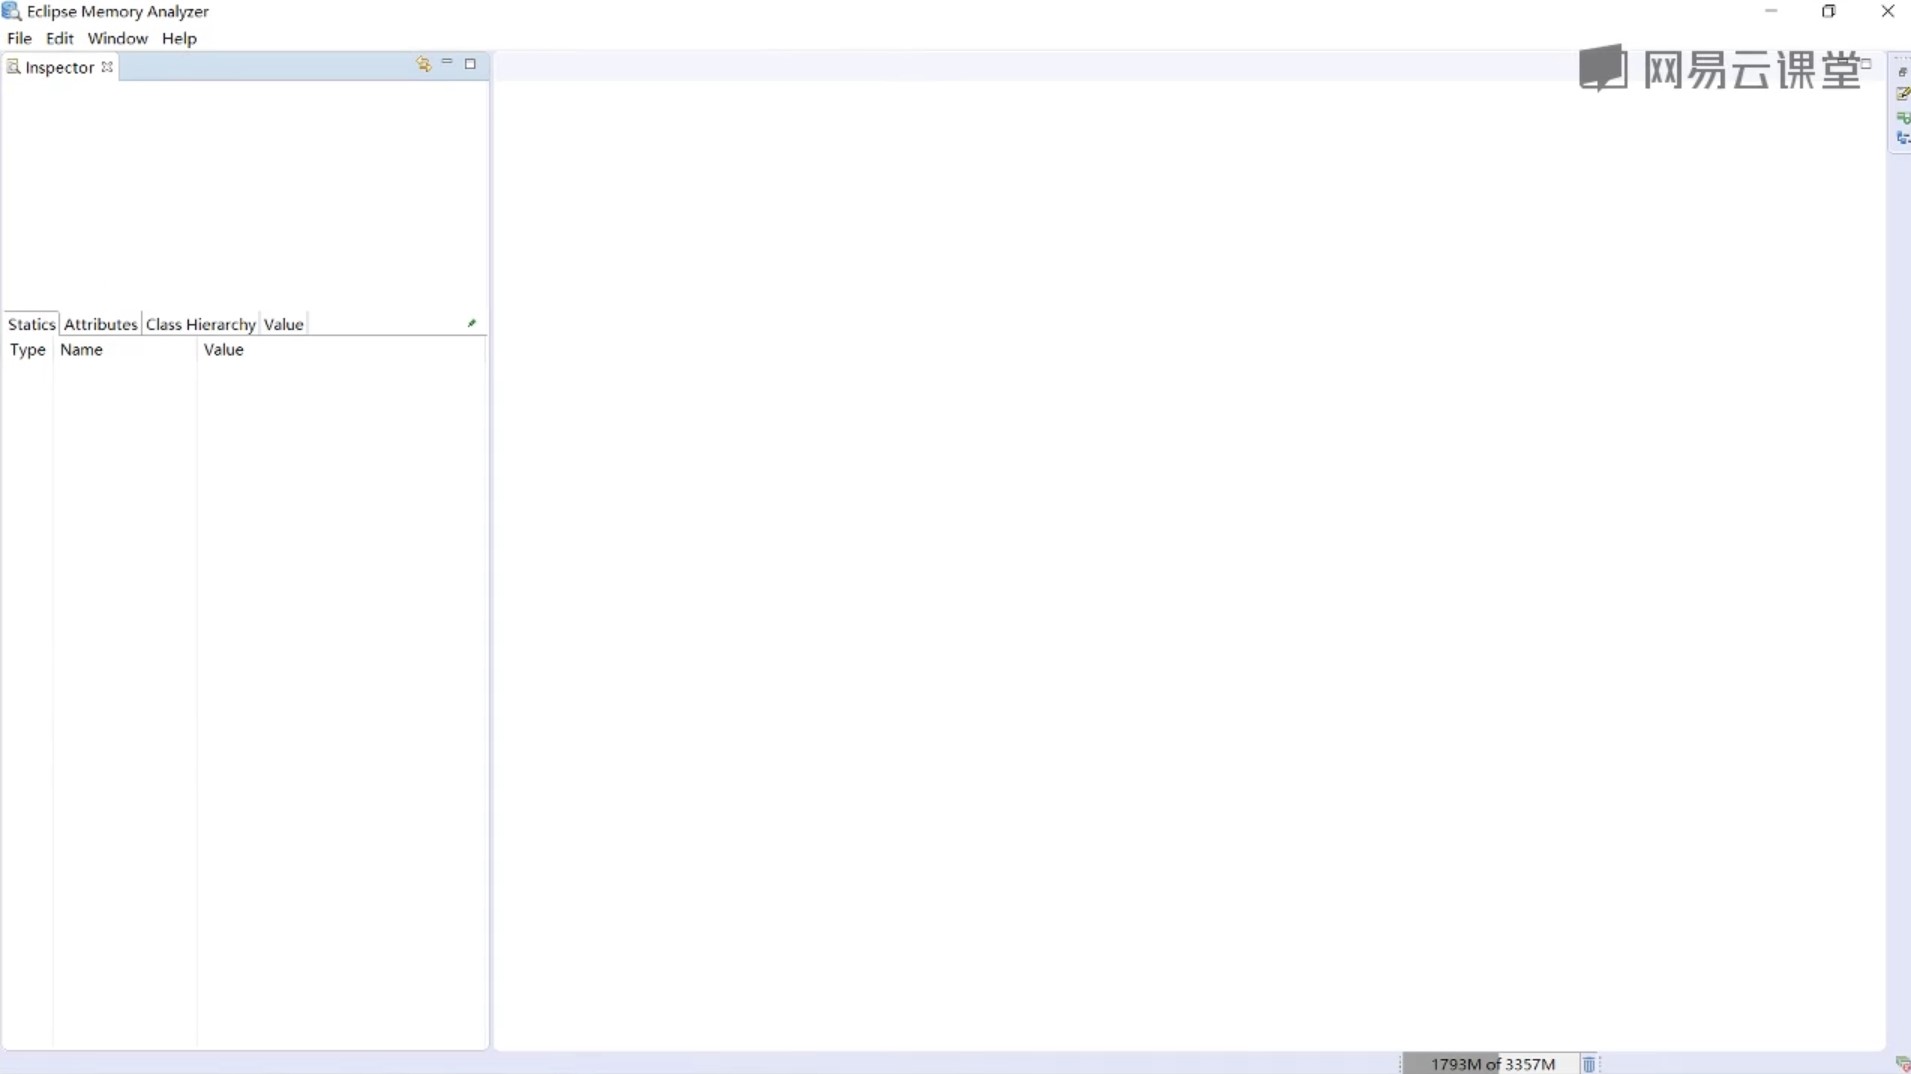 Eclipse Memory Analyzer
File Edit Window Help
Inspector
网易云课堂
Statics Attributes Class Hierarchy Value
Type Name Value
1793M of 3357M